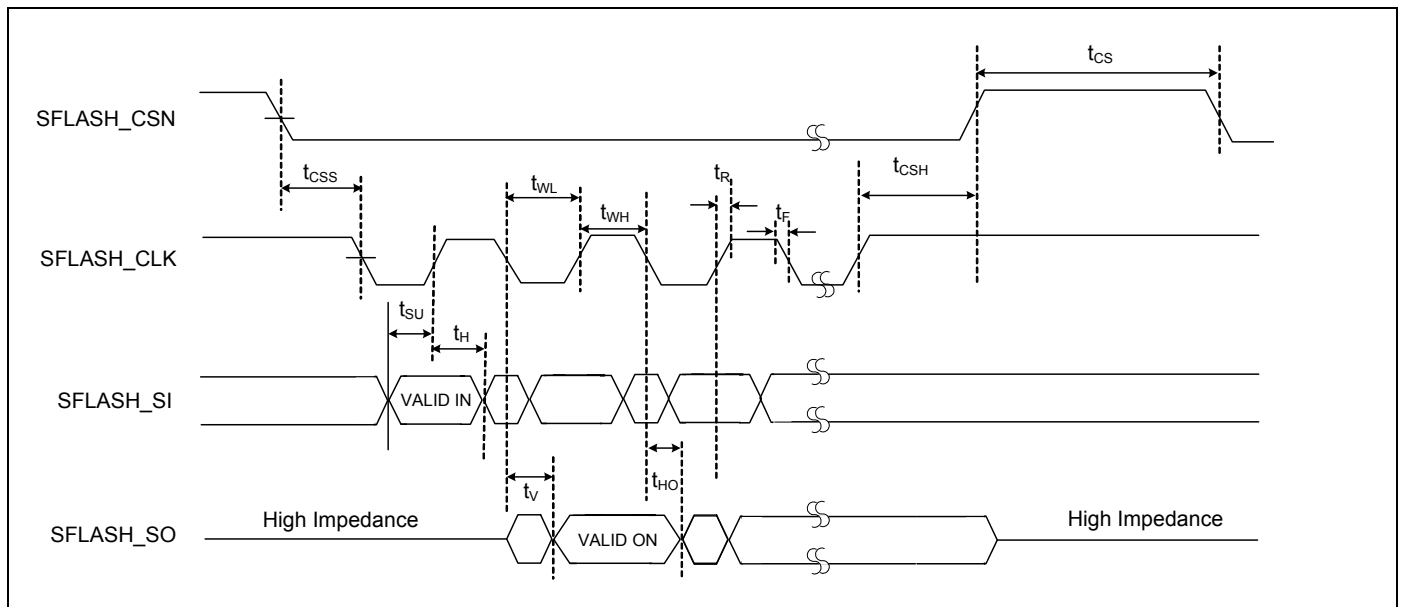 tCS
SFLASH_CSN
tCSS
tWL
tWH
tR
tF
tCSH
SFLASH_CLK
tSU
tH
SFLASH_SI
VALID IN
tV
tHO
SFLASH_SO
High Impedance
VALID ON
High Impedance